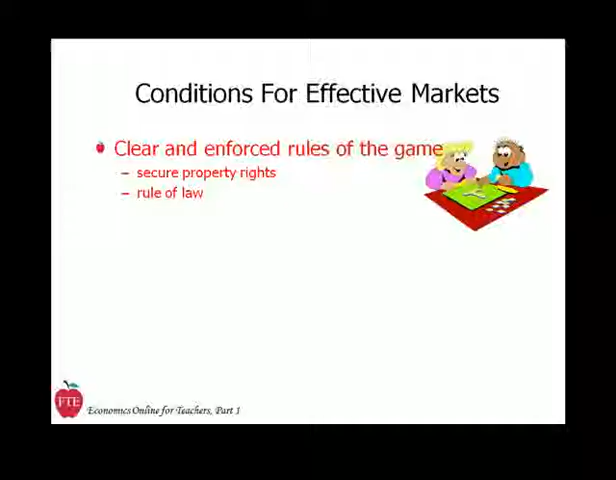 Conditions For Effective Markets
Clear and enforced rules of the game
– secure property rights
– rule of law
FTE
Economics Online for Teachers, Part 1